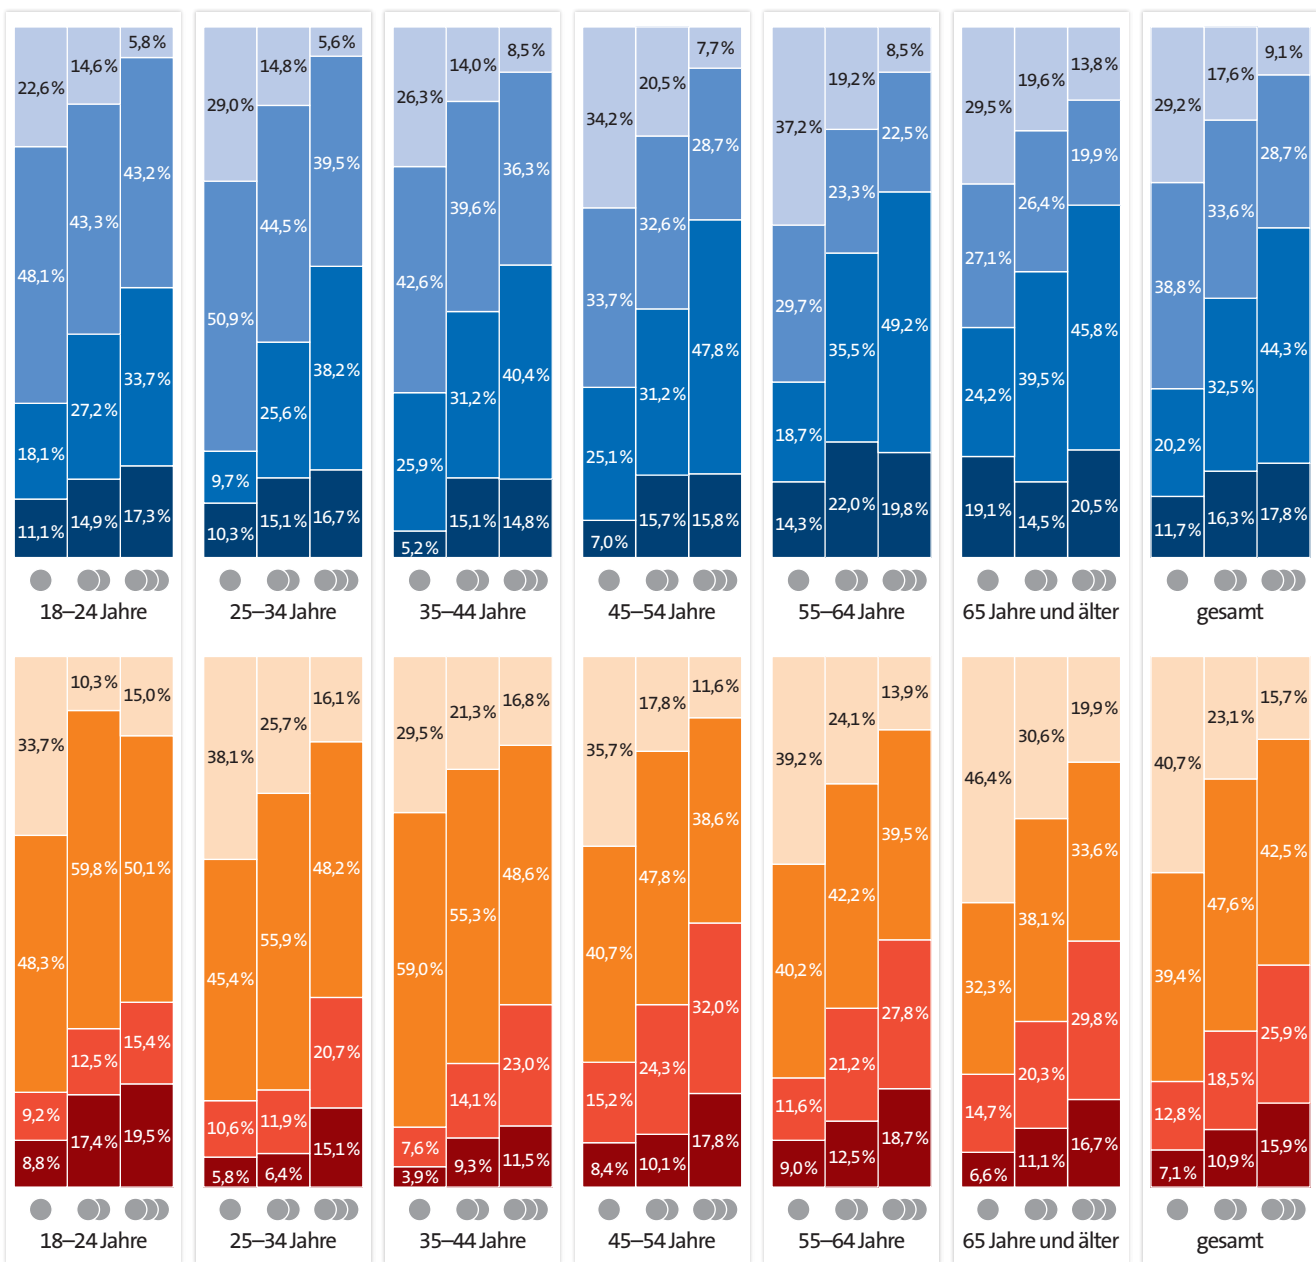 22,6% 14,6% 5,8%
48,1% 43,3% 43,2%
18,1% 27,2% 33,7%
11,1% 14,9% 17,3%
18–24 Jahre
29,0% 14,8% 5,6%
50,9% 44,5% 39,5%
9,7% 25,6% 38,2%
10,3% 15,1% 16,7%
25–34 Jahre
26,3% 14,0% 8,5%
42,6% 39,6% 36,3%
25,9% 31,2% 40,4%
5,2% 15,1% 14,8%
35–44 Jahre
34,2% 20,5% 7,7%
33,7% 32,6% 28,7%
25,1% 31,2% 47,8%
7,0% 15,7% 15,8%
45–54 Jahre
37,2% 19,2% 8,5%
29,7% 23,3% 22,5%
18,7% 35,5% 49,2%
14,3% 22,0% 19,8%
55–64 Jahre
29,5% 19,6% 13,8%
27,1% 26,4% 19,9%
24,2% 39,5% 45,8%
19,1% 14,5% 20,5%
65 Jahre und älter
29,2% 17,6% 9,1%
38,8% 33,6% 28,7%
20,2% 32,5% 44,3%
11,7% 16,3% 17,8%
gesamt
33,7% 10,3% 15,0%
48,3% 59,8% 50,1%
9,2% 12,5% 15,4%
8,8% 17,4% 19,5%
18–24 Jahre
38,1% 25,7% 16,1%
45,4% 55,9% 48,2%
10,6% 11,9% 20,7%
5,8% 6,4% 15,1%
25–34 Jahre
29,5% 21,3% 16,8%
59,0% 55,3% 48,6%
7,6% 14,1% 23,0%
3,9% 9,3% 11,5%
35–44 Jahre
35,7% 17,8% 11,6%
40,7% 47,8% 38,6%
15,2% 24,3% 32,0%
8,4% 10,1% 17,8%
45–54 Jahre
39,2% 24,1% 13,9%
40,2% 42,2% 39,5%
11,6% 21,2% 27,8%
9,0% 12,5% 18,7%
55–64 Jahre
46,4% 30,6% 19,9%
32,3% 38,1% 33,6%
14,7% 20,3% 29,8%
6,6% 11,1% 16,7%
65 Jahre und älter
40,7% 23,1% 15,7%
39,4% 47,6% 42,5%
12,8% 18,5% 25,9%
7,1% 10,9% 15,9%
gesamt